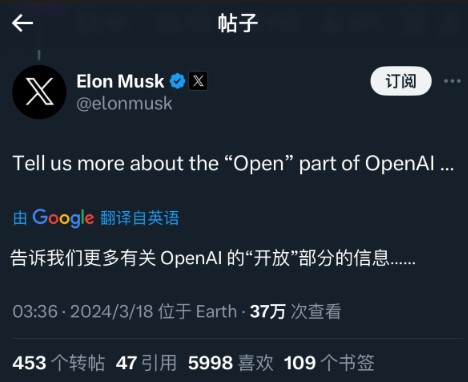 帖子
Elon Musk
@elonmusk
订阅
Tell us more about the “Open” part of OpenAI ...
由 Google 翻译自英语
告诉我们更多有关 OpenAI 的“开放”部分的信息......
03:36 · 2024/3/18 位于 Earth · 37万 次查看
453 个转帖 47 引用 5998 喜欢 109 个书签